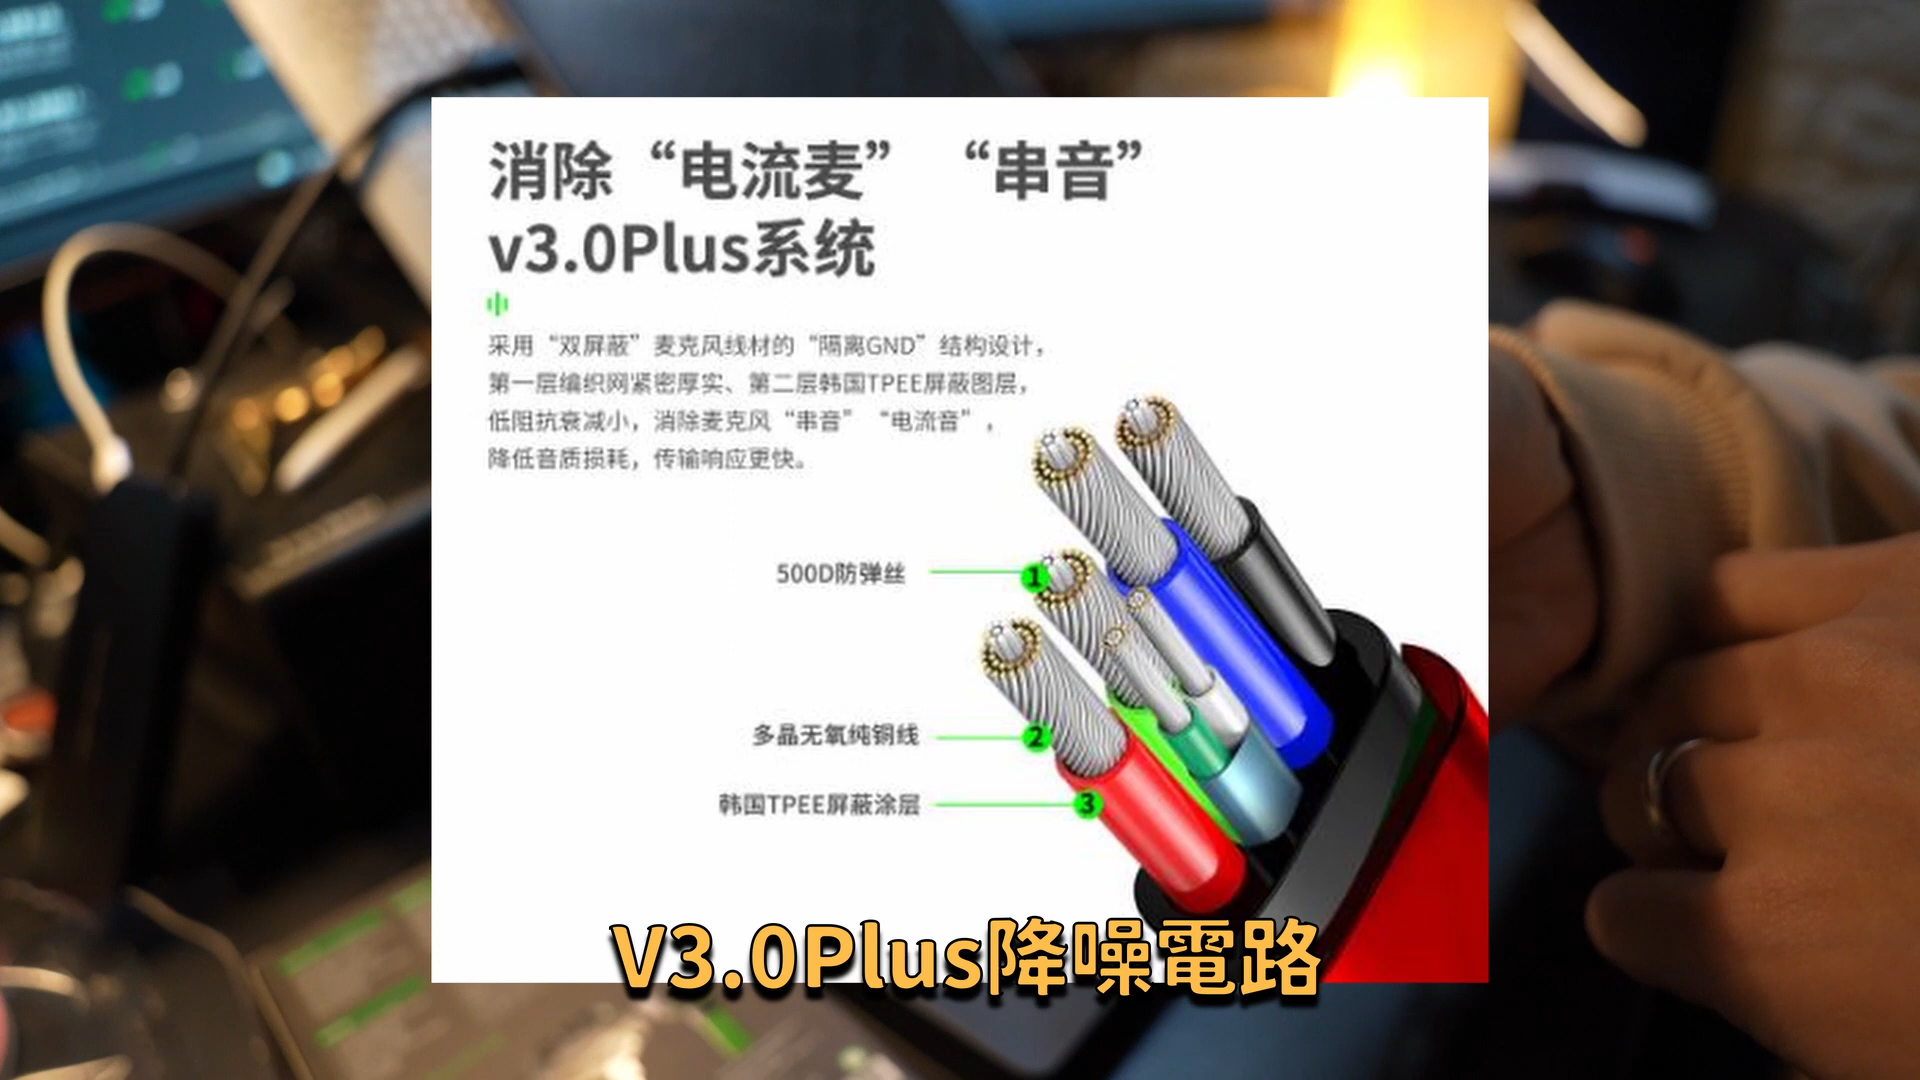 消除“电流麦” “串音”
v3.0Plus系统
采用“双屏蔽”麦克风线材的“隔离GND”结构设计，
第一层编织网紧密厚实、第二层韩国TPEE屏蔽图层，
低阻抗衰减小，消除麦克风“串音”“电流音”，
降低音质损耗，传输响应更快。
500D防弹丝
1
多晶无氧纯铜线
2
韩国TPEE屏蔽涂层
3
V3.0Plus降噪電路